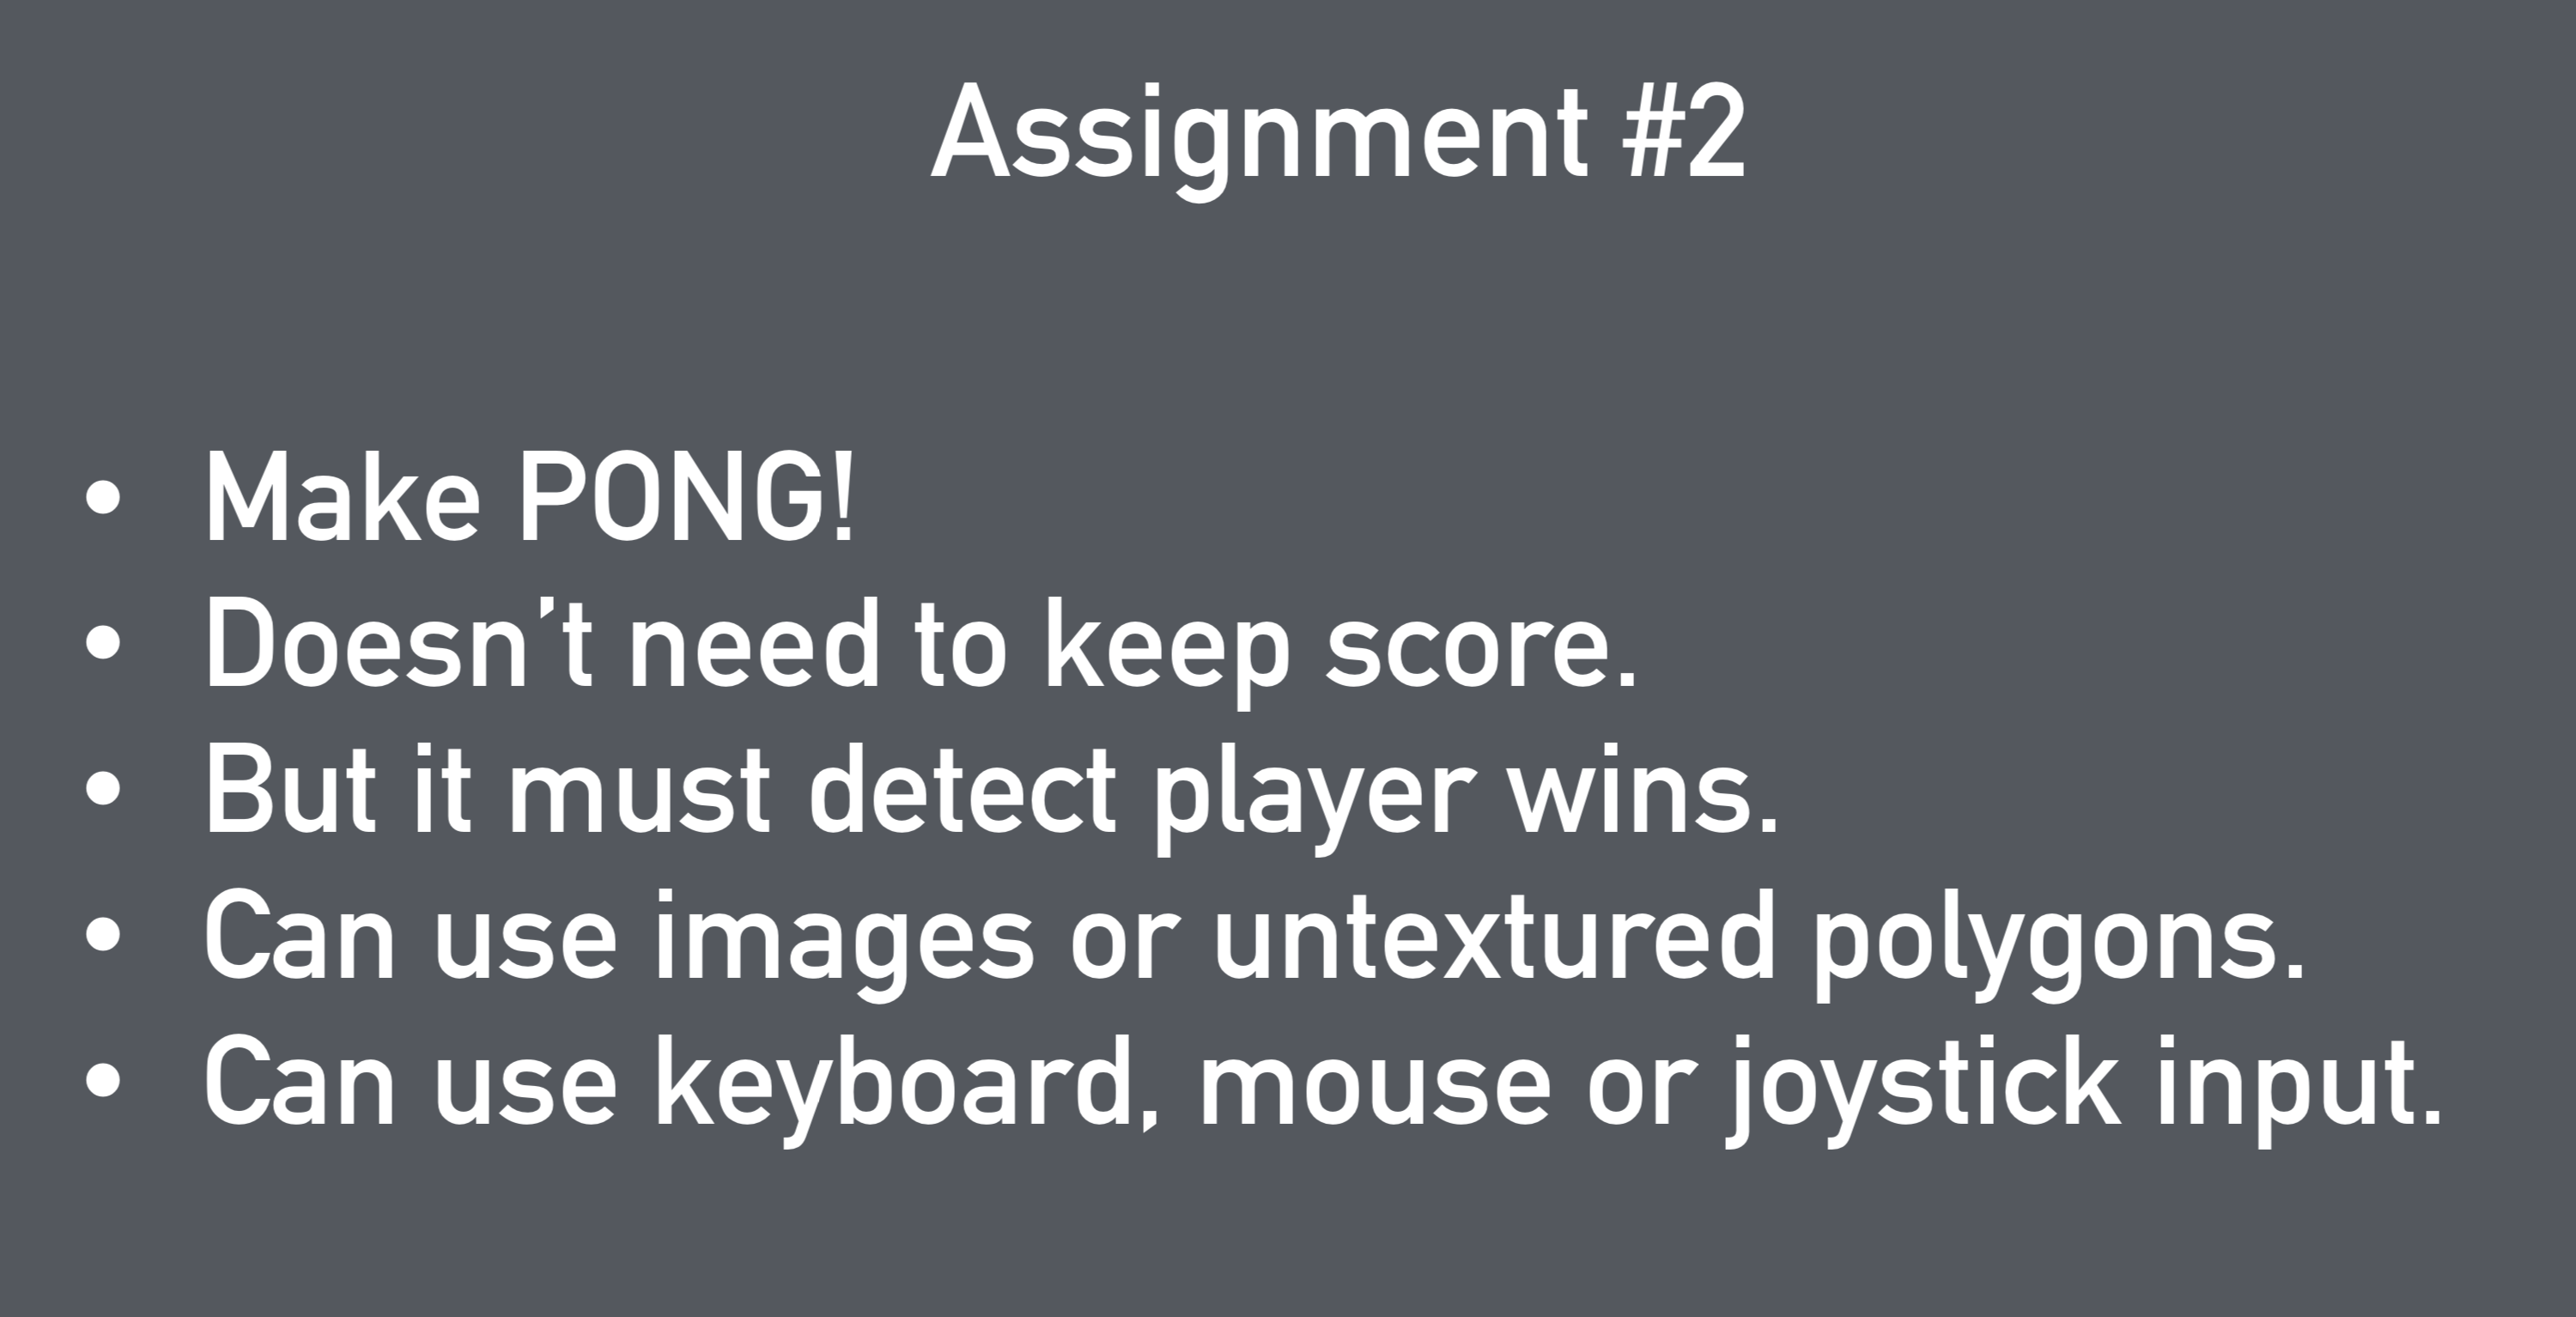 Assignment #2
• Make PONG!
• Doesn’t need to keep score.
• But it must detect player wins.
• Can use images or untextured polygons.
• Can use keyboard, mouse or joystick input.